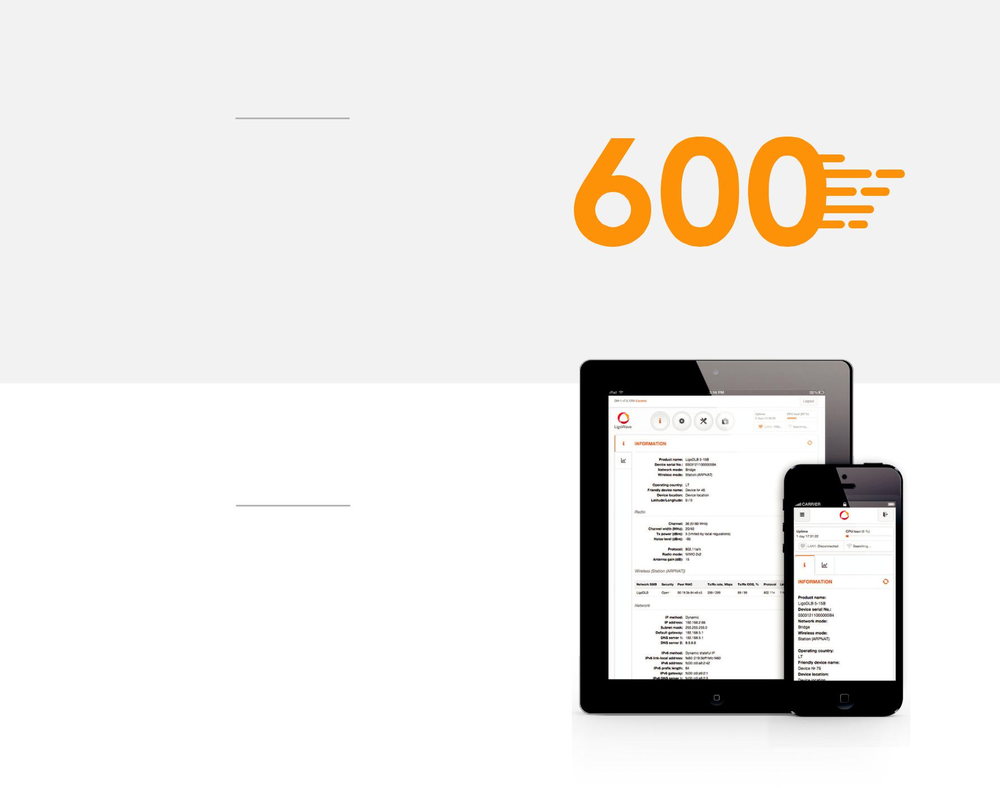 600
iPad
3:14 PM
32%
QM-1.v7.5.1294 (Update)
Logout
LigoWave
Uptime
CPU load (20 %)
LAN1: 100b...
Searching...
INFORMATION
Product name: LigoDLB 5-15B
Device serial No.: 03031211000000B4
Network mode: Bridge
Wireless mode: Station (ARPNAT)
Operating country: LT
Friendly device name: Device № 46
Device location: Device location
Latitude/Longitude: 0 / 0
Radio
Channel: 36 (5180 MHz)
Channel width (MHz): 20/40
Tx power (dBm): 5 (limited by local regulations)
Noise level (dBm): -95
Protocol: 802.11a/n
Radio mode: MIMO 2x2
Antenna gain (dB): 15
Wireless (Station (ARPNAT))
Network SSID Security Peer MAC Tx/Rx rate, Mbps Tx/Rx CCQ, % Protocol
LigoDLB Open 00:19:3b:84:e9:c5 299 / 299 99 / 99 802.11n
Network
IP method: Dynamic
IP address: 192.168.2.66
Subnet mask: 255.255.255.0
Default gateway: 192.168.5.1
DNS server 1: 192.168.5.1
DNS server 2: 8.8.8.8
IPv6 method: Dynamic stateful IP
IPv6 link-local address: fe80::219:3bff:fefc:f460
IPv6 address: fc00::c0:a8:2:42
IPv6 prefix length: 64
IPv6 gateway: fc00::c0:a9:2:1
IPv6 DNS server 1: fc00::c0:a8:2:3
CARRIER
Uptime
1 day 17:31:22
CPU load (6 %)
LAN1: Disconnected
Searching...
INFORMATION
Product name:
LigoDLB 5-15B
Device serial No.:
03031211000000B4
Network mode:
Bridge
Wireless mode:
Station (ARPNAT)
Operating country:
LT
Friendly device name:
Device № 75
Device location:
Device location